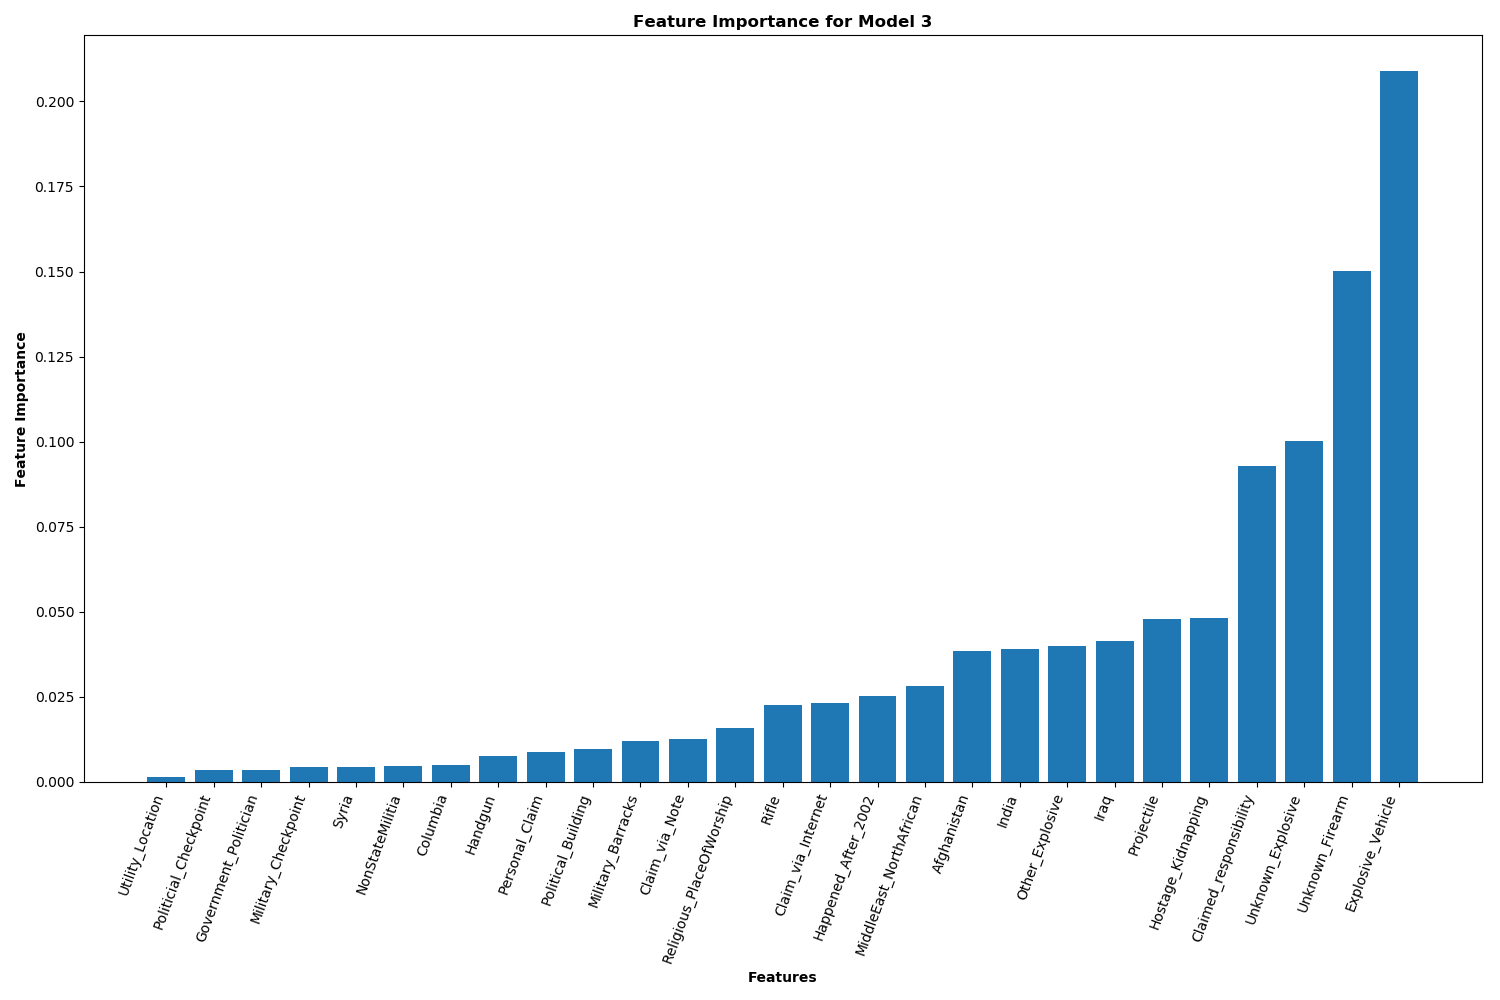 Feature Importance for Model 3
Feature Importance
0.200
0.175
0.150
0.125
0.100
0.075
0.050
0.025
0.000
Utility_Location
Politicial_Checkpoint
Government_Politician
Military_Checkpoint
Syria
NonStateMilitia
Columbia
Handgun
Personal_Claim
Political_Building
Military_Barracks
Claim_via_Note
Religious_PlaceOfWorship
Rifle
Claim_via_Internet
Happened_After_2002
MiddleEast_NorthAfrican
Afghanistan
India
Other_Explosive
Iraq
Projectile
Hostage_Kidnapping
Claimed_responsibility
Unknown_Explosive
Unknown_Firearm
Explosive_Vehicle
Features